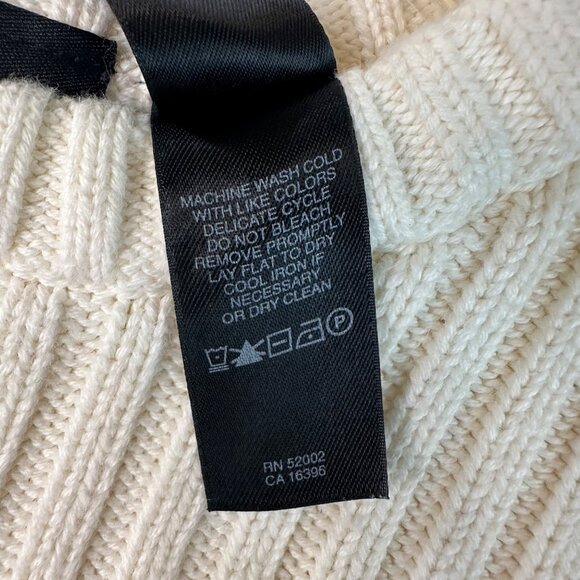 MACHINE WASH COLD
WITH LIKE COLORS
DELICATE CYCLE
DO NOT BLEACH
REMOVE PROMPTLY
LAY FLAT TO DRY
COOL IRON IF
NECESSARY
OR DRY CLEAN
P
RN 52002
CA 16396